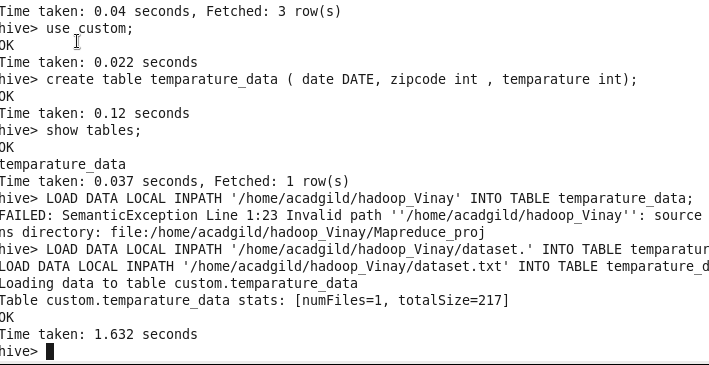 Time taken: 0.04 seconds, Fetched: 3 row(s)
hive> use custom;
OK
Time taken: 0.022 seconds
hive> create table temparature_data ( date DATE, zipcode int , temparature int);
OK
Time taken: 0.12 seconds
hive> show tables;
OK
temparature_data
Time taken: 0.037 seconds, Fetched: 1 row(s)
hive> LOAD DATA LOCAL INPATH '/home/acadgild/hadoop_Vinay' INTO TABLE temparature_data;
FAILED: SemanticException Line 1:23 Invalid path ''/home/acadgild/hadoop_Vinay'': source
ns directory: file:/home/acadgild/hadoop_Vinay/Mapreduce_proj
hive> LOAD DATA LOCAL INPATH '/home/acadgild/hadoop_Vinay/dataset.' INTO TABLE temparatur
LOAD DATA LOCAL INPATH '/home/acadgild/hadoop_Vinay/dataset.txt' INTO TABLE temparature_d
Loading data to table custom.temparature_data
Table custom.temparature_data stats: [numFiles=1, totalSize=217]
OK
Time taken: 1.632 seconds
hive>